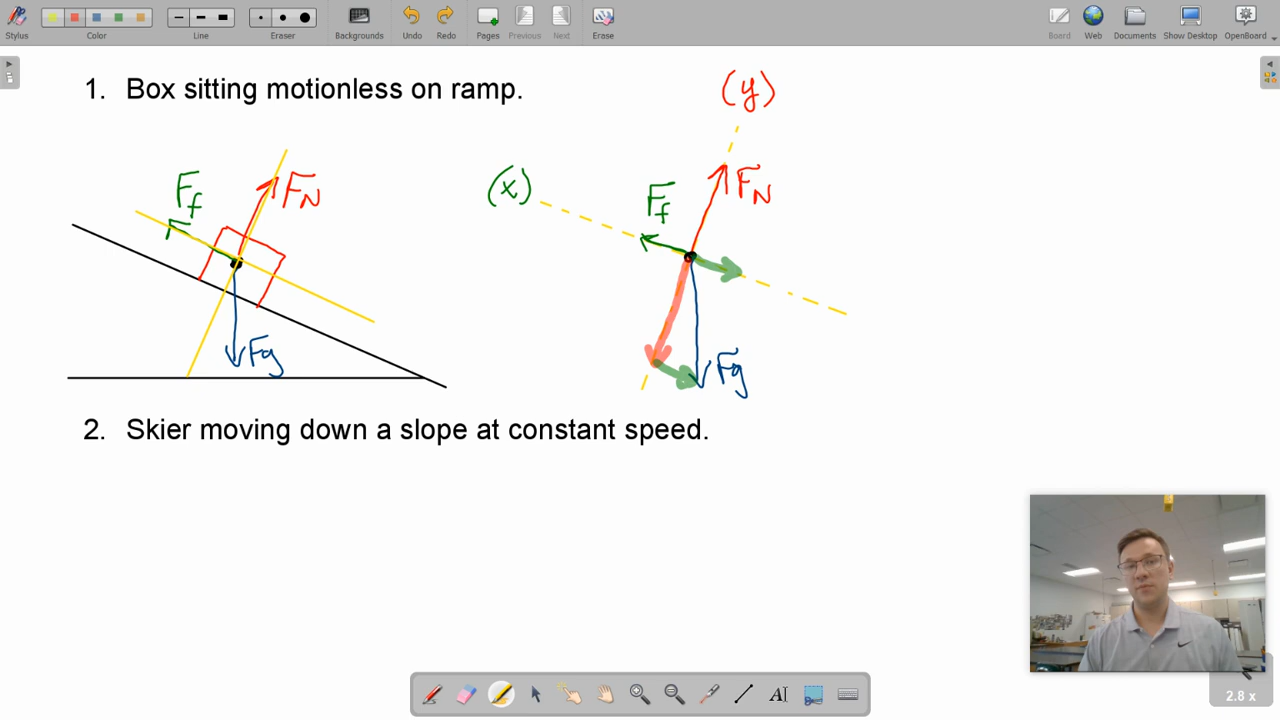 Stylus
Color
Line
Eraser
Backgrounds
Undo
Redo
Pages
Previous
Next
Erase
Board
Web
Documents
Show Desktop
OpenBoard
1. Box sitting motionless on ramp.
(y)
Ff
FN
Fg
(x)
Ff
FN
Fg
2. Skier moving down a slope at constant speed.
2.8 x